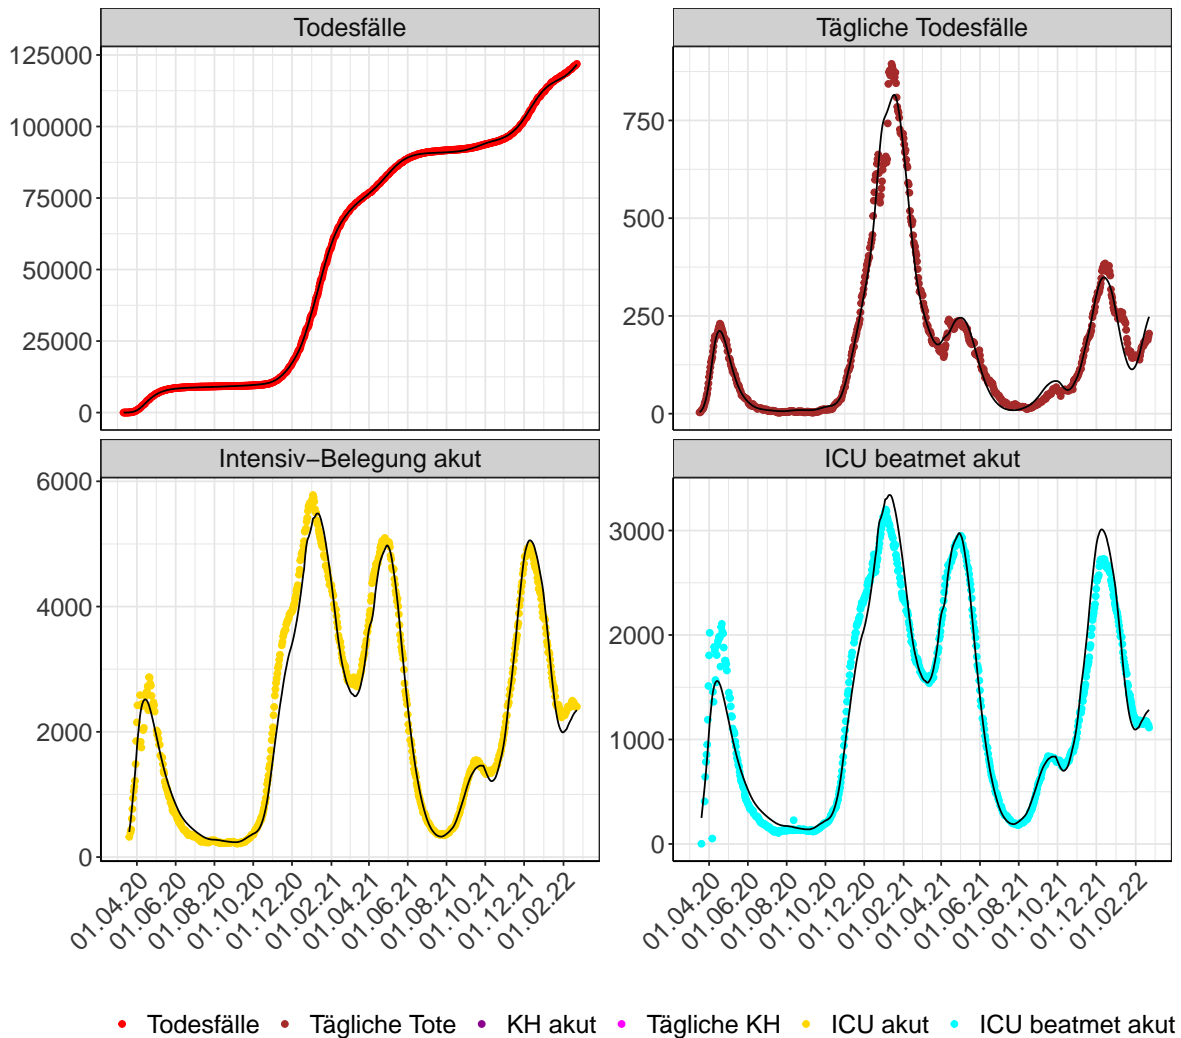 Todesfälle
Tägliche Todesfälle
125000
100000
75000
50000
25000
0
750
500
250
0
Intensiv−Belegung akut
ICU beatmet akut
6000
4000
2000
0
3000
2000
1000
0
01.04.20 01.06.20 01.08.20 01.10.20 01.12.20 01.02.21 01.04.21 01.06.21 01.08.21 01.10.21 01.12.21 01.02.22
01.04.20 01.06.20 01.08.20 01.10.20 01.12.20 01.02.21 01.04.21 01.06.21 01.08.21 01.10.21 01.12.21 01.02.22
Todesfälle Tägliche Tote KH akut Tägliche KH ICU akut ICU beatmet akut